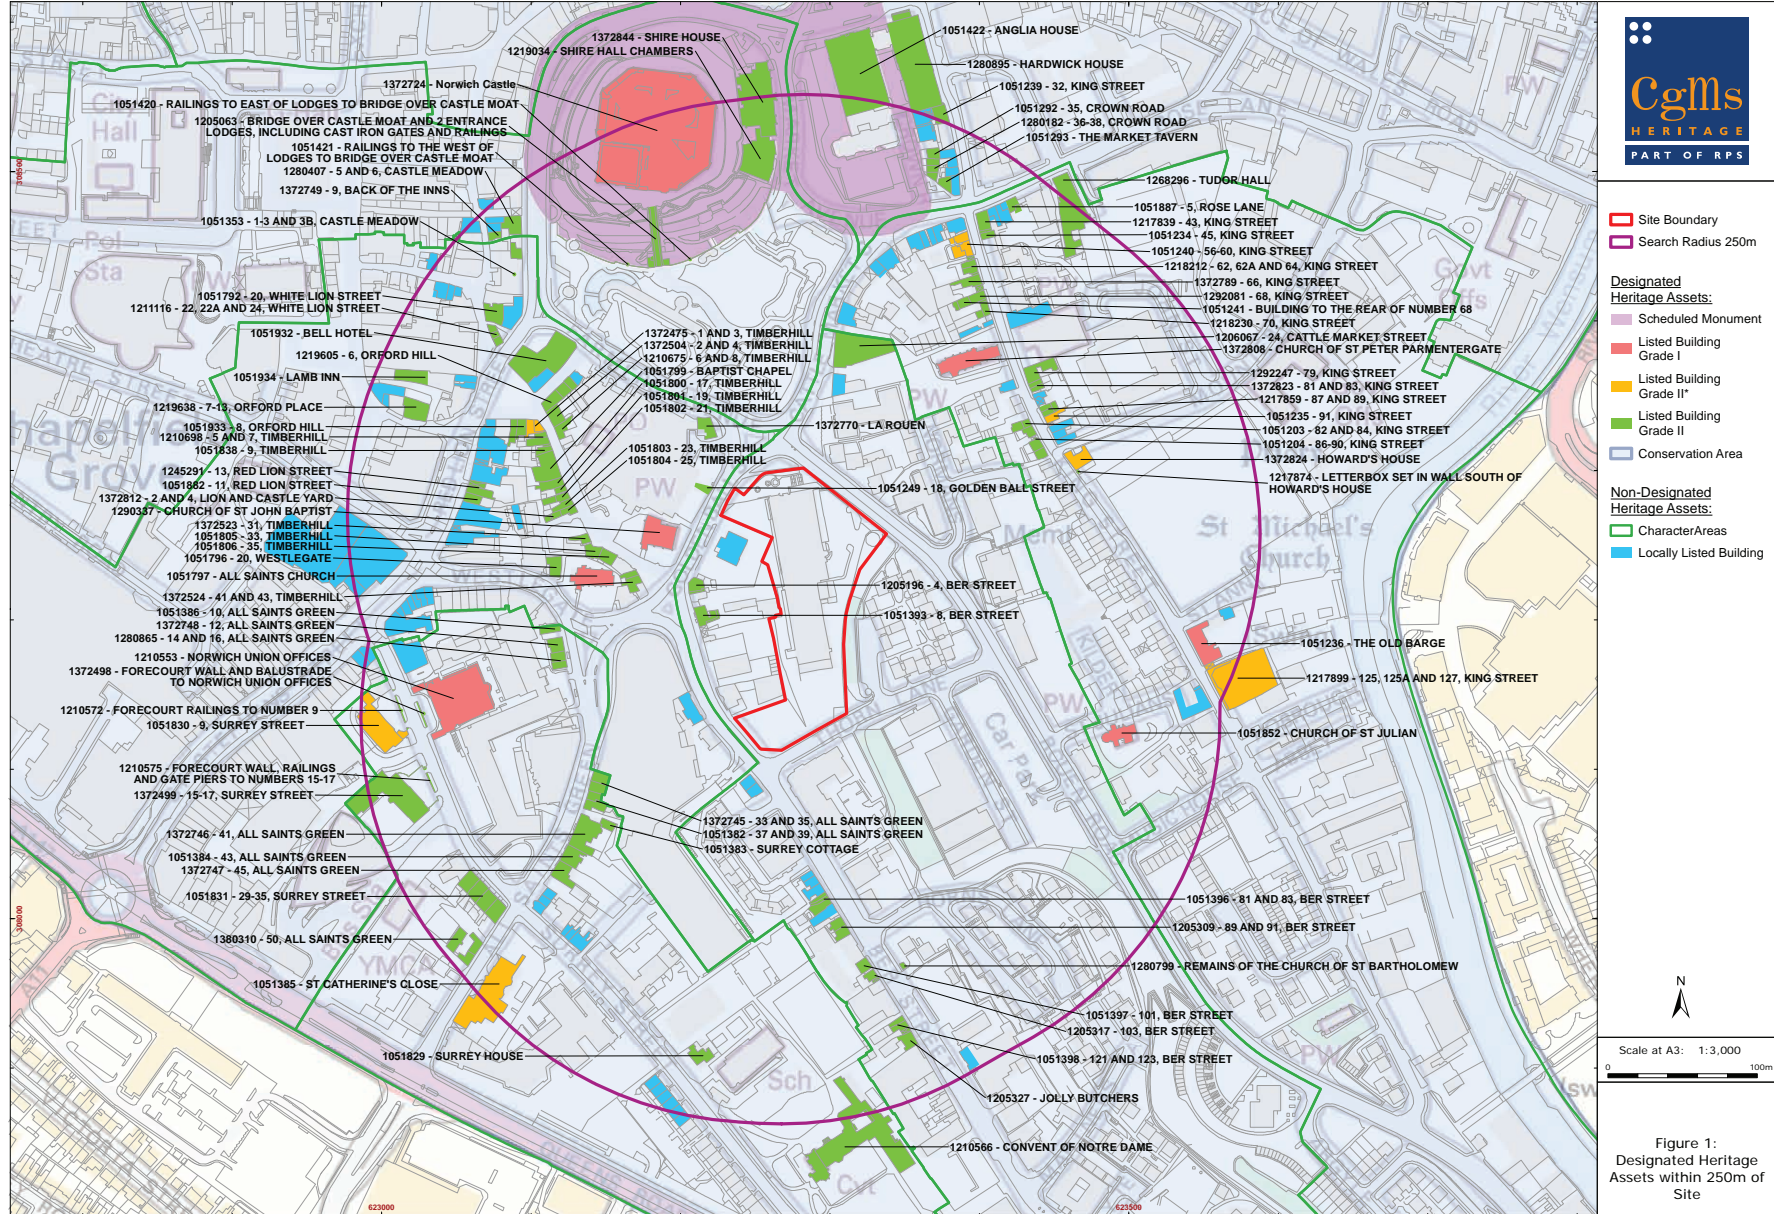 1372844 - SHIRE HOUSE
1219034 - SHIRE HALL CHAMBERS
1372724 - Norwich Castle
1051420 - RAILINGS TO EAST OF LODGES TO BRIDGE OVER CASTLE MOAT
1205063 - BRIDGE OVER CASTLE MOAT AND 2 ENTRANCE
LODGES, INCLUDING CAST IRON GATES AND RAILINGS
1051421 - RAILINGS TO THE WEST OF
LODGES TO BRIDGE OVER CASTLE MOAT
1280407 - 5 AND 6, CASTLE MEADOW
1372749 - 9, BACK OF THE INNS
1051353 - 1-3 AND 3B, CASTLE MEADOW
1051792 - 20, WHITE LION STREET
1211116 - 22, 22A AND 24, WHITE LION STREET
1051932 - BELL HOTEL
1219605 - 6, ORFORD HILL
1051934 - LAMB INN
1219638 - 7-13, ORFORD PLACE
1051933 - 8, ORFORD HILL
1210698 - 5 AND 7, TIMBERHILL
1051838 - 9, TIMBERHILL
1245291 - 13, RED LION STREET
1051882 - 11, RED LION STREET
1372812 - 2 AND 4, LION AND CASTLE YARD
1290337 - CHURCH OF ST JOHN BAPTIST
1372523 - 31, TIMBERHILL
1051805 - 33, TIMBERHILL
1051806 - 35, TIMBERHILL
1051796 - 20, WESTLEGATE
1051797 - ALL SAINTS CHURCH
1372524 - 41 AND 43, TIMBERHILL
1051386 - 10, ALL SAINTS GREEN
1372748 - 12, ALL SAINTS GREEN
1280865 - 14 AND 16, ALL SAINTS GREEN
1210553 - NORWICH UNION OFFICES
1372498 - FORECOURT WALL AND BALUSTRADE
TO NORWICH UNION OFFICES
1210572 - FORECOURT RAILINGS TO NUMBER 9
1051830 - 9, SURREY STREET
1210575 - FORECOURT WALL, RAILINGS
AND GATE PIERS TO NUMBERS 15-17
1372499 - 15-17, SURREY STREET
1372746 - 41, ALL SAINTS GREEN
1051384 - 43, ALL SAINTS GREEN
1372747 - 45, ALL SAINTS GREEN
1051831 - 29-35, SURREY STREET
1380310 - 50, ALL SAINTS GREEN
1051385 - ST CATHERINE'S CLOSE
1051829 - SURREY HOUSE
1372475 - 1 AND 3, TIMBERHILL
1372504 - 2 AND 4, TIMBERHILL
1210675 - 6 AND 8, TIMBERHILL
1051799 - BAPTIST CHAPEL
1051800 - 17, TIMBERHILL
1051801 - 19, TIMBERHILL
1051802 - 21, TIMBERHILL
1051803 - 23, TIMBERHILL
1051804 - 25, TIMBERHILL
1372770 - LA ROUEN
1051249 - 18, GOLDEN BALL STREET
1205196 - 4, BER STREET
1051393 - 8, BER STREET
1372745 - 33 AND 35, ALL SAINTS GREEN
1051382 - 37 AND 39, ALL SAINTS GREEN
1051383 - SURREY COTTAGE
1051422 - ANGLIA HOUSE
1280895 - HARDWICK HOUSE
1051239 - 32, KING STREET
1051292 - 35, CROWN ROAD
1280182 - 36-38, CROWN ROAD
1051293 - THE MARKET TAVERN
1268296 - TUDOR HALL
1051887 - 5, ROSE LANE
1217839 - 43, KING STREET
1051234 - 45, KING STREET
1051240 - 56-60, KING STREET
1218212 - 62, 62A AND 64, KING STREET
1372789 - 66, KING STREET
1292081 - 68, KING STREET
1051241 - BUILDING TO THE REAR OF NUMBER 68
1218230 - 70, KING STREET
1206067 - 24, CATTLE MARKET STREET
1372808 - CHURCH OF ST PETER PARMENTERGATE
1292247 - 79, KING STREET
1372823 - 81 AND 83, KING STREET
1217859 - 87 AND 89, KING STREET
1051235 - 91, KING STREET
1051203 - 82 AND 84, KING STREET
1051204 - 86-90, KING STREET
1372824 - HOWARD'S HOUSE
1217874 - LETTERBOX SET IN WALL SOUTH OF
HOWARD'S HOUSE
1051236 - THE OLD BARGE
1217899 - 125, 125A AND 127, KING STREET
1051852 - CHURCH OF ST JULIAN
1051396 - 81 AND 83, BER STREET
1205309 - 89 AND 91, BER STREET
1280799 - REMAINS OF THE CHURCH OF ST BARTHOLOMEW
1051397 - 101, BER STREET
1205317 - 103, BER STREET
1051398 - 121 AND 123, BER STREET
1205327 - JOLLY BUTCHERS
1210566 - CONVENT OF NOTRE DAME
City
Hall
Pol
Sta
PW
PW
PW
PW
PW
PW
Govt
St Michael's
Church
Car Park
YMCA
Sch
Cvt
308500
308000
623000
623500
CgMs
HERITAGE
PART OF RPS
Site Boundary
Search Radius 250m
Designated
Heritage Assets:
Scheduled Monument
Listed Building
Grade I
Listed Building
Grade II*
Listed Building
Grade II
Conservation Area
Non-Designated
Heritage Assets:
CharacterAreas
Locally Listed Building
N
Scale at A3: 1:3,000
0 100m
Figure 1:
Designated Heritage
Assets within 250m of
Site